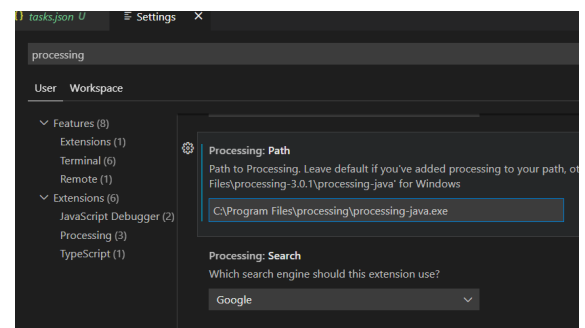 tasks.json U Settings
processing
User Workspace
Features (8)
Extensions (1)
Terminal (6)
Remote (1)
Extensions (6)
JavaScript Debugger (2)
Processing (3)
TypeScript (1)
Processing: Path
Path to Processing. Leave default if you've added processing to your path, ot
Files\processing-3.0.1\processing-java' for Windows
C:\Program Files\processing\processing-java.exe
Processing: Search
Which search engine should this extension use?
Google